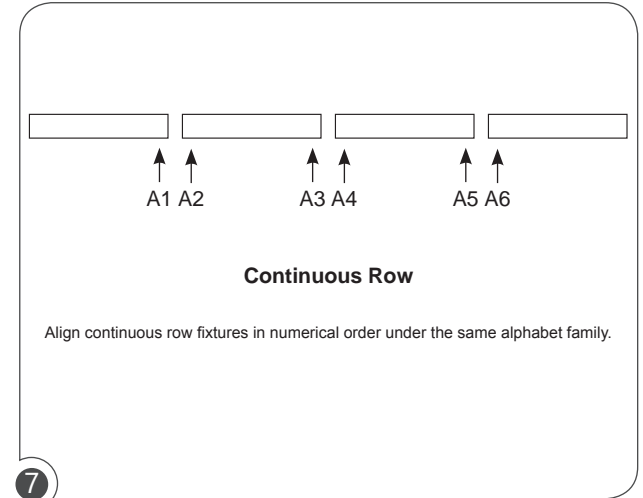 A1 A2 A3 A4 A5 A6
Continuous Row
Align continuous row fixtures in numerical order under the same alphabet family.
7